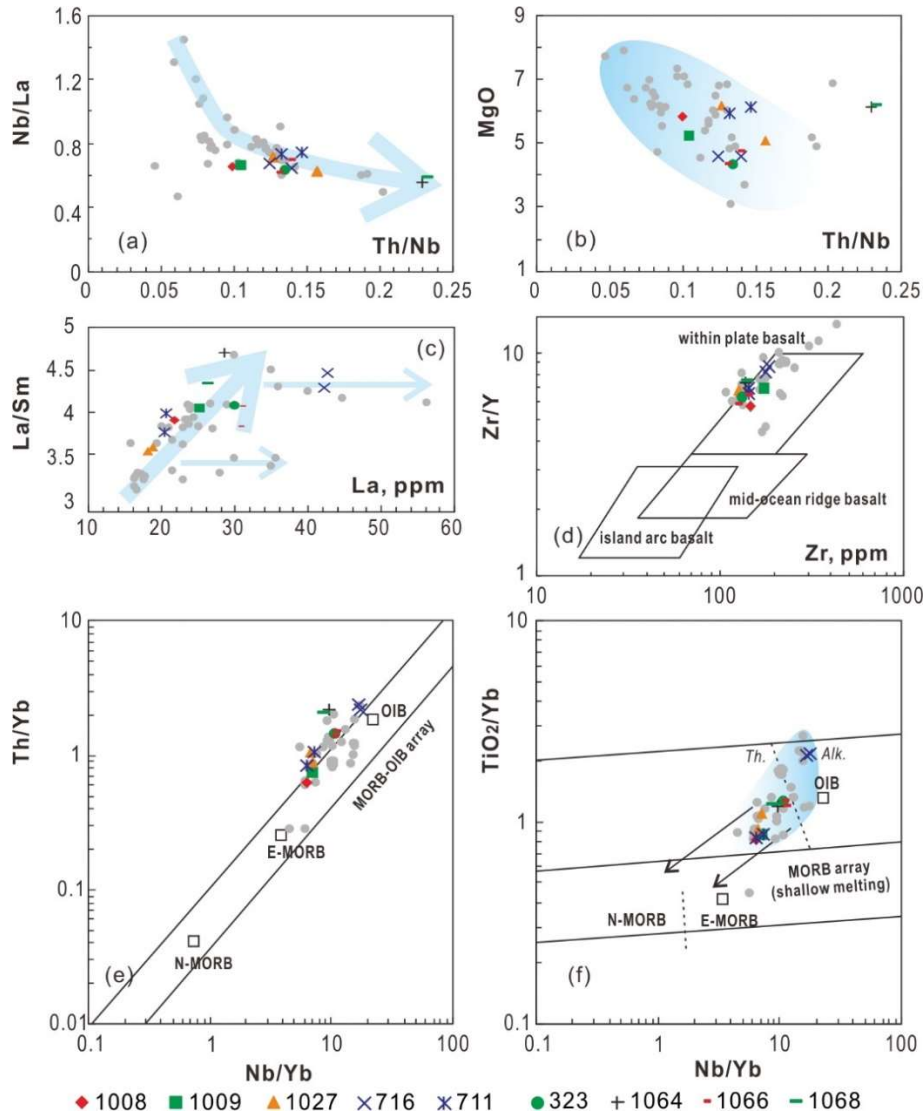 1.6
1.2
0.8
0.4
0
Nb/La
(a)
Th/Nb
0 0.05 0.10 0.15 0.20 0.25
9
7
5
3
1
MgO
(b)
Th/Nb
0 0.05 0.10 0.15 0.20 0.25
5
4.5
4
3.5
3
La/Sm
(c)
La, ppm
10 20 30 40 50 60
10
1
Zr/Y
within plate basalt
mid-ocean ridge basalt
island arc basalt
(d)
Zr, ppm
10 100 1000
10
1
0.1
0.01
Th/Yb
OIB
MORB-OIB array
E-MORB
N-MORB
(e)
0.1 1 10 100
Nb/Yb
10
1
0.1
TiO2/Yb
Th. Alk.
OIB
MORB array
(shallow melting)
N-MORB E-MORB
(f)
0.1 1 10 100
Nb/Yb
1008 1009 1027 716 711 323 1064 1066 1068